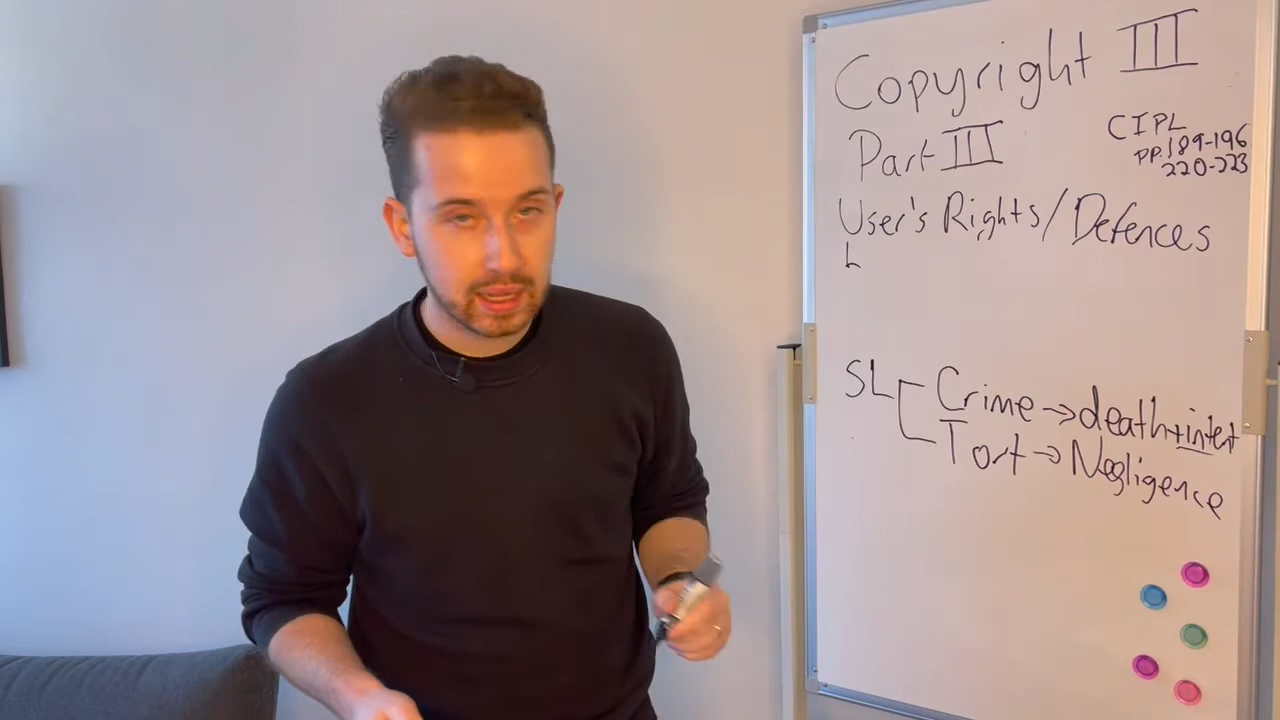 Copyright III
Part III
CIPL
pp. 189-196
220-223
User's Rights/Defences
L
SL Crime → death+intent
Tort → Negligence